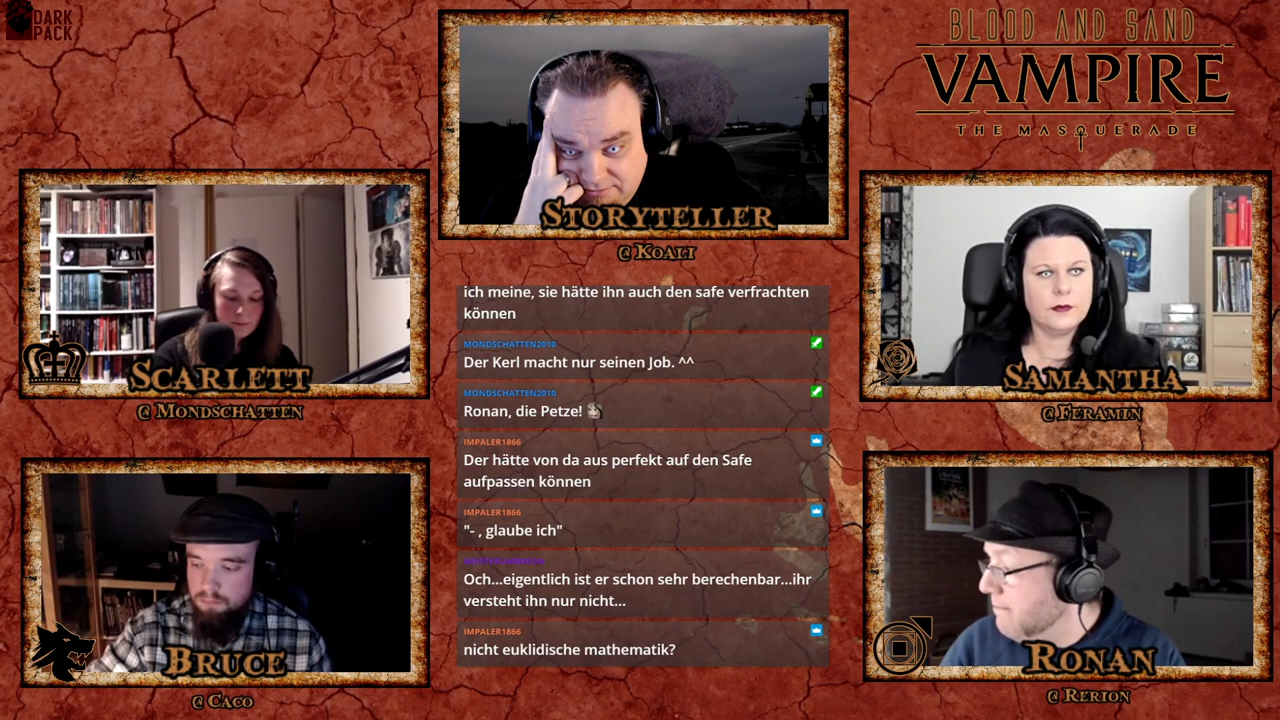 DARK
PACK
BLOOD AND SAND
VAMPIRE
THE MASQUERADE
STORYTELLER
@ KOALI
SCARLETT
@ MONDSCHATTEN
SAMANTHA
@ FERAMIN
ich meine, sie hätte ihn auch den safe verfrachten
können
MONDSCHATTEN2010
Der Kerl macht nur seinen Job. ^^
MONDSCHATTEN2010
Ronan, die Petze!
IMPALER1866
Der hätte von da aus perfekt auf den Safe
aufpassen können
IMPALER1866
"- , glaube ich"
Och...eigentlich ist er schon sehr berechenbar...ihr
versteht ihn nur nicht...
IMPALER1866
nicht euklidische mathematik?
BRUCE
@ CACO
RONAN
@ RERION